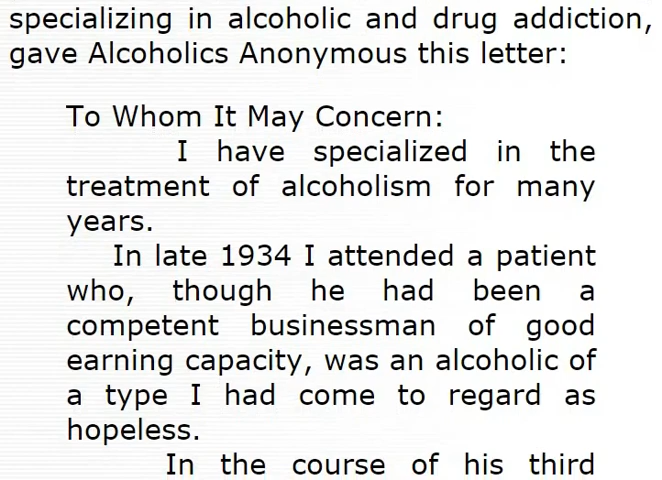 specializing in alcoholic and drug addiction,
gave Alcoholics Anonymous this letter:
To Whom It May Concern:
I have specialized in the
treatment of alcoholism for many
years.
In late 1934 I attended a patient
who, though he had been a
competent businessman of good
earning capacity, was an alcoholic of
a type I had come to regard as
hopeless.
In the course of his third